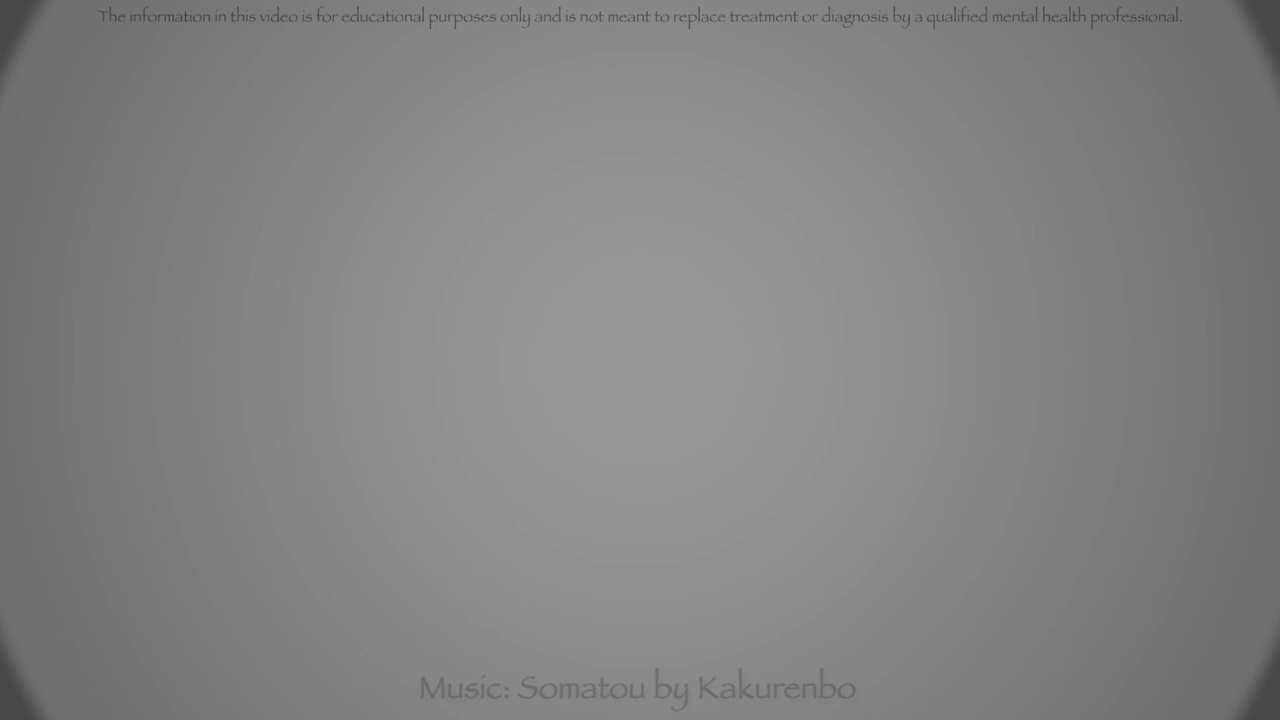 The information in this video is for educational purposes only and is not meant to replace treatment or diagnosis by a qualified mental health professional.
Music: Somatou by Kakurenbo